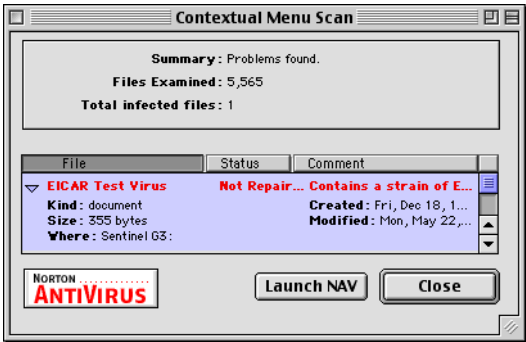 Contextual Menu Scan
Summary: Problems found.
Files Examined: 5,565
Total infected files: 1
File Status Comment
EICAR Test Virus Not Repair... Contains a strain of E...
Kind: document Created: Fri, Dec 18, 1...
Size: 355 bytes Modified: Mon, May 22,...
Where: Sentinel G3:
NORTON ..............
ANTIVIRUS
Launch NAV Close